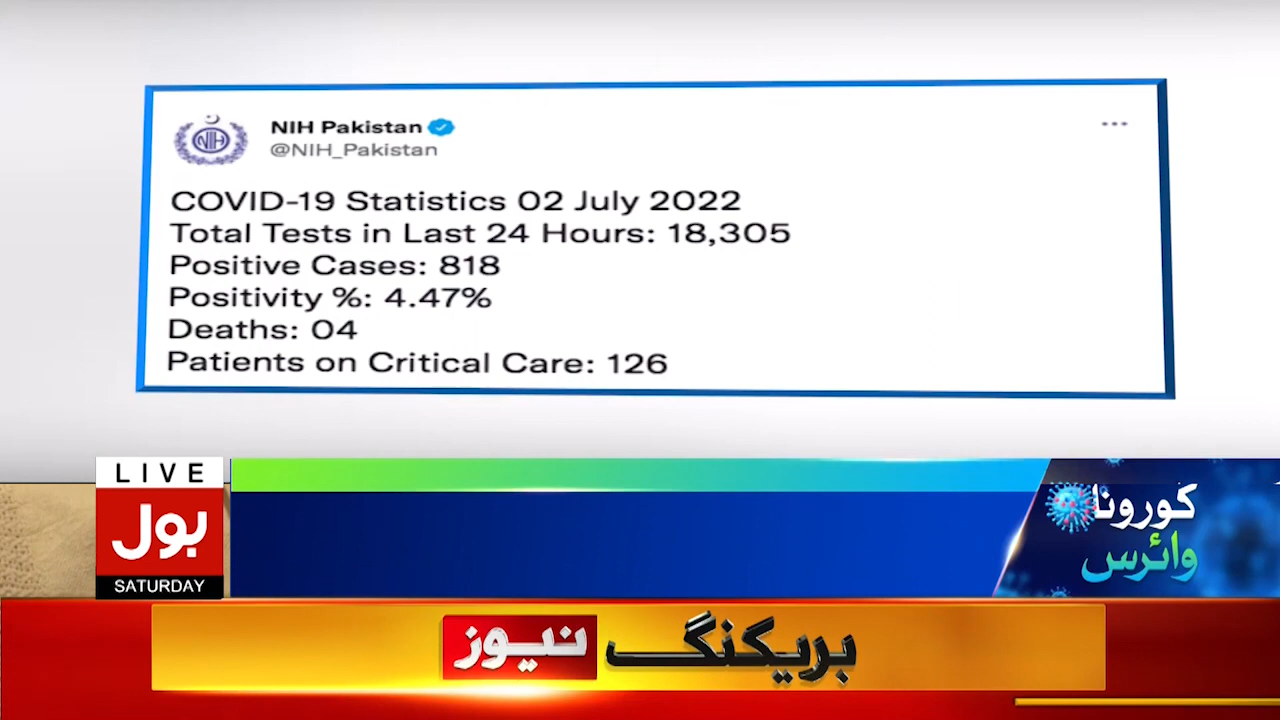 NIH
NIH Pakistan
@NIH_Pakistan
COVID-19 Statistics 02 July 2022
Total Tests in Last 24 Hours: 18,305
Positive Cases: 818
Positivity %: 4.47%
Deaths: 04
Patients on Critical Care: 126
LIVE
بول
SATURDAY
کورونا
وائرس
بریکنگ نیوز